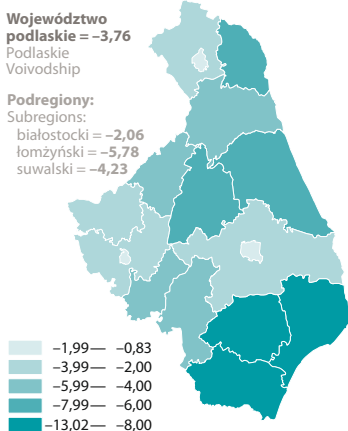 Województwo
podlaskie = –3,76
Podlaskie
Voivodship
Podregiony:
Subregions:
białostocki = –2,06
łomżyński = –5,78
suwalski = –4,23
–1,99— –0,83
–3,99— –2,00
–5,99— –4,00
–7,99— –6,00
–13,02— –8,00